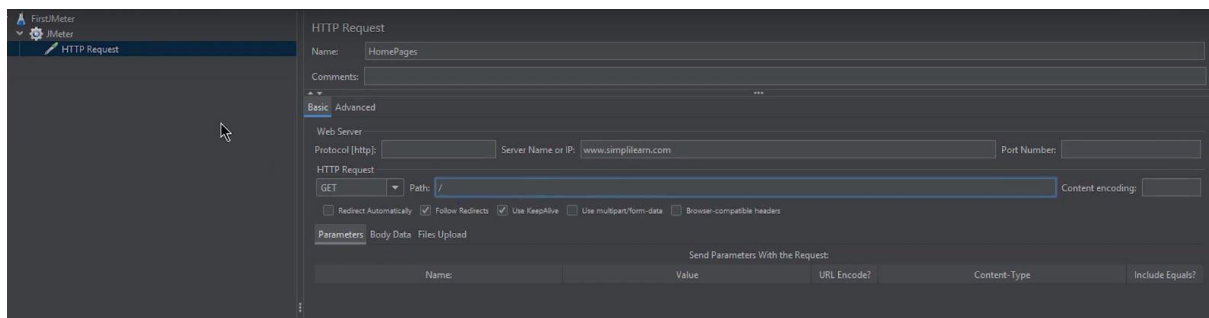 FirstJMeter
JMeter
HTTP Request
HTTP Request
Name: HomePages
Comments:
Basic Advanced
Web Server
Protocol [http]: Server Name or IP: www.simplilearn.com Port Number:
HTTP Request
GET Path: / Content encoding:
Redirect Automatically Follow Redirects Use KeepAlive Use multipart/form-data Browser-compatible headers
Parameters Body Data Files Upload
Send Parameters With the Request:
Name: Value URL Encode? Content-Type Include Equals?